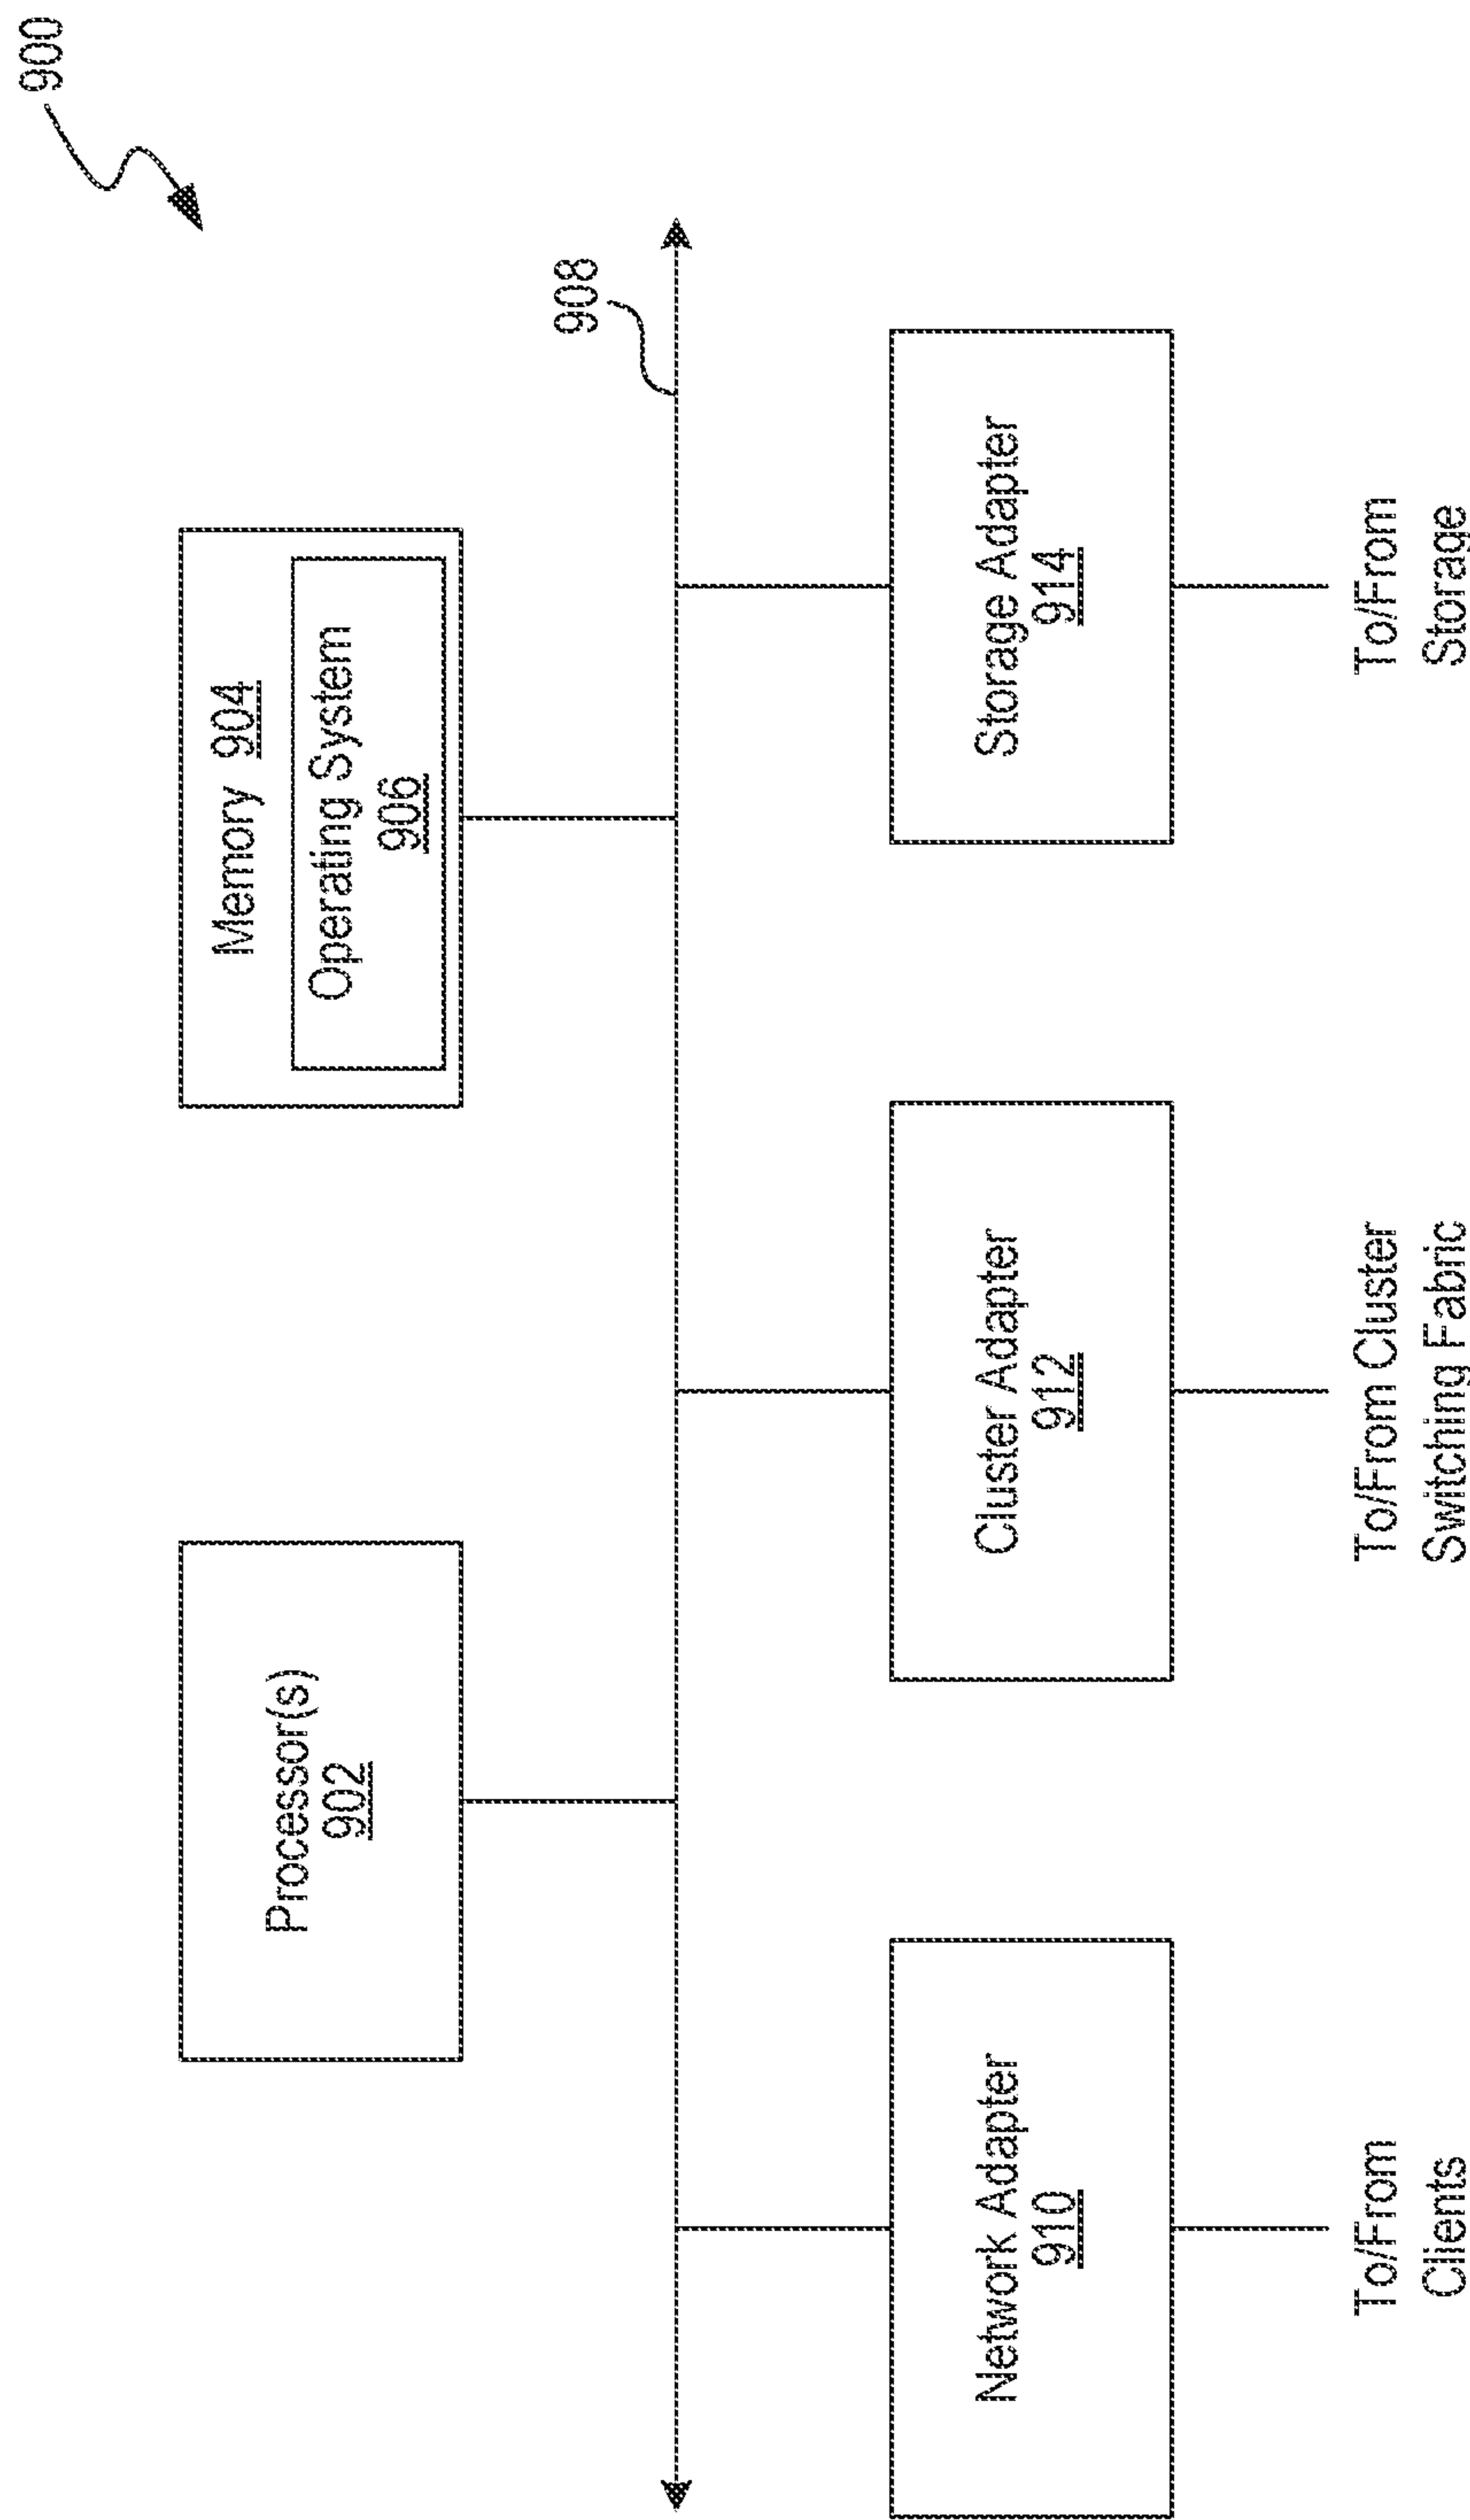 900
Processor(s)
902
Memory 904
Operating System
906
908
Network Adapter
910
Cluster Adapter
912
Storage Adapter
914
To/From
Clients
To/From Cluster
Switching Fabric
To/From
Storage